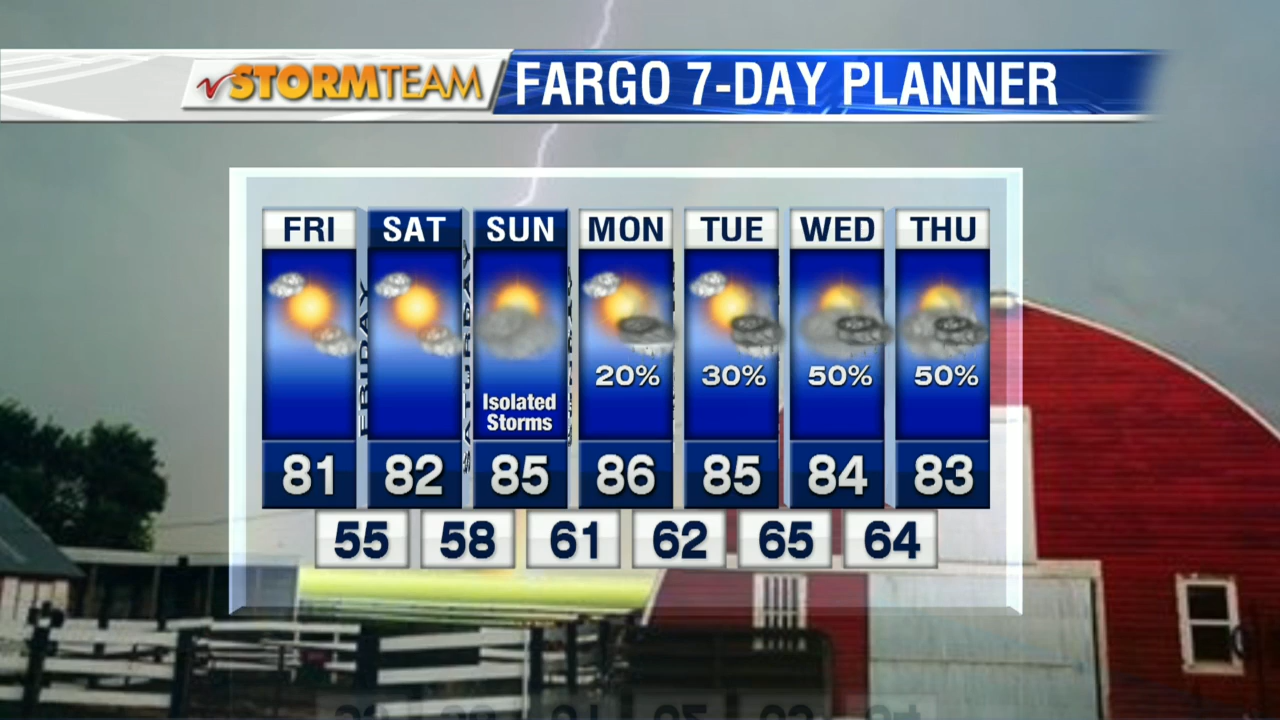 STORMTEAM FARGO 7-DAY PLANNER
FRI SAT SUN MON TUE WED THU
FRIDAY
SATURDAY
20% 30% 50% 50%
Isolated
Storms
81 82 85 86 85 84 83
55 58 61 62 65 64